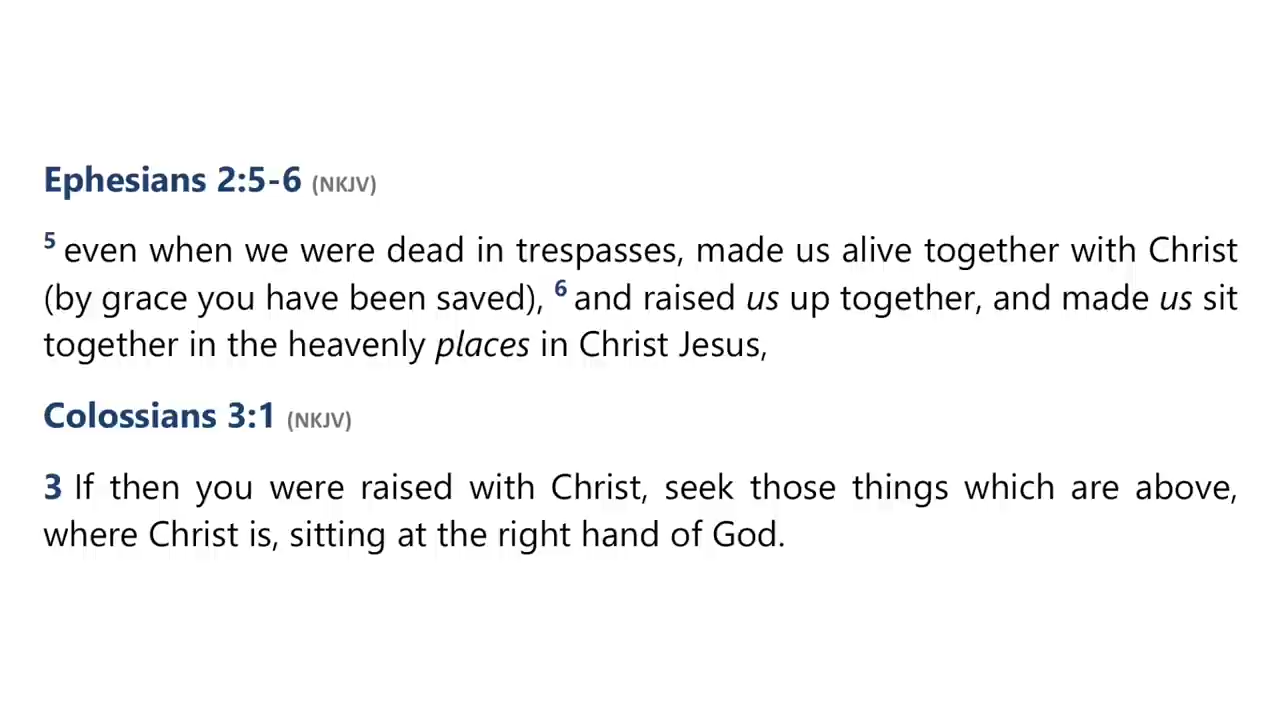 Ephesians 2:5-6 (NKJV)
5 even when we were dead in trespasses, made us alive together with Christ
(by grace you have been saved), 6 and raised us up together, and made us sit
together in the heavenly places in Christ Jesus,
Colossians 3:1 (NKJV)
3 If then you were raised with Christ, seek those things which are above,
where Christ is, sitting at the right hand of God.